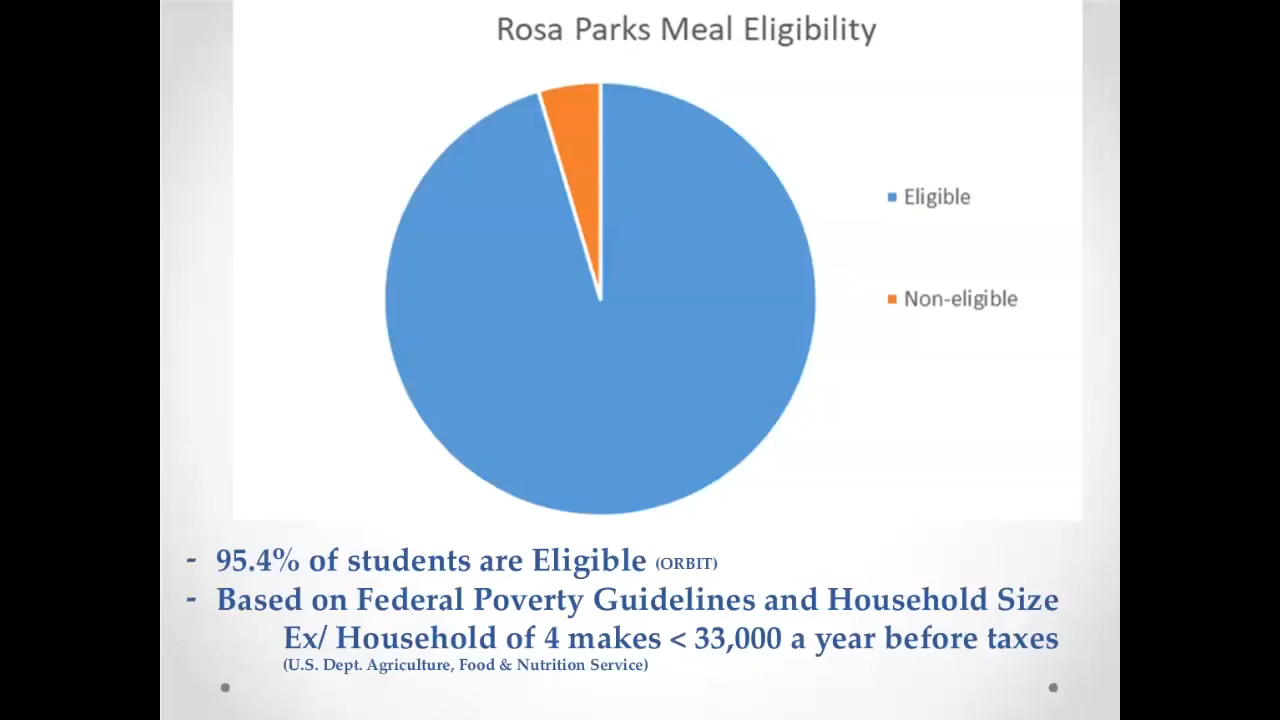 Rosa Parks Meal Eligibility
Eligible
Non-eligible
- 95.4% of students are Eligible (ORBIT)
- Based on Federal Poverty Guidelines and Household Size
Ex/ Household of 4 makes < 33,000 a year before taxes
(U.S. Dept. Agriculture, Food & Nutrition Service)